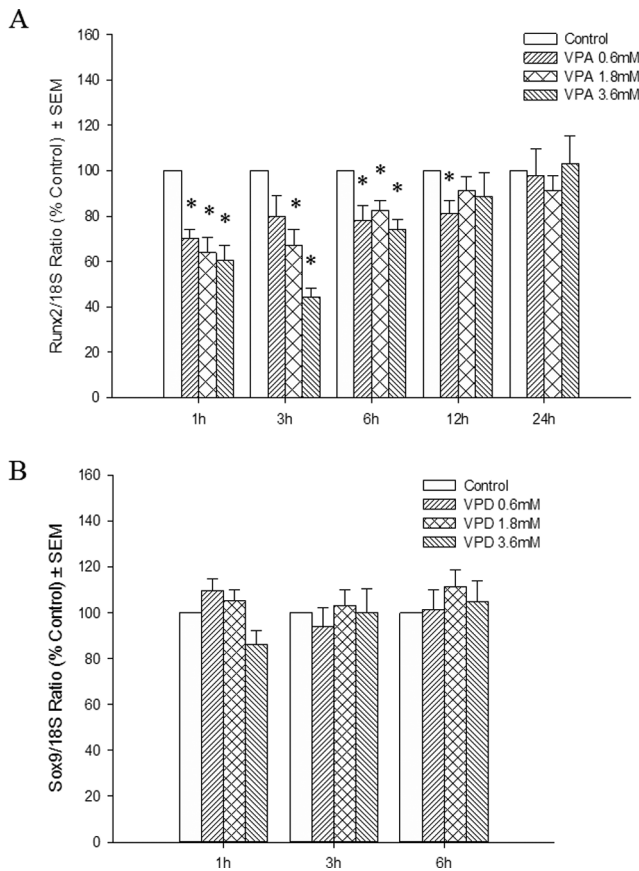 A
Runx2/18S Ratio (% Control) ± SEM
160
140
120
100
80
60
40
20
0
Control
VPA 0.6mM
VPA 1.8mM
VPA 3.6mM
* * *
* *
* * *
*
1h 3h 6h 12h 24h
B
Sox9/18S Ratio (% Control) ± SEM
160
140
120
100
80
60
40
20
0
Control
VPD 0.6mM
VPD 1.8mM
VPD 3.6mM
1h 3h 6h